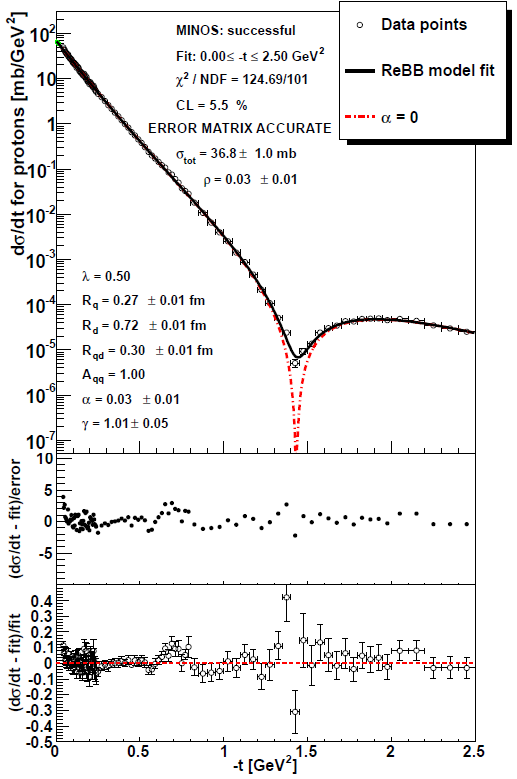 MINOS: successful
Fit: 0.00≤ -t ≤ 2.50 GeV²
χ² / NDF = 124.69/101
CL = 5.5 %
ERROR MATRIX ACCURATE
σtot = 36.8 ± 1.0 mb
ρ = 0.03 ± 0.01
Data points
ReBB model fit
α = 0
dσ/dt for protons [mb/GeV²]
10²
10
1
10⁻¹
10⁻²
10⁻³
10⁻⁴
10⁻⁵
10⁻⁶
10⁻⁷
λ = 0.50
Rq = 0.27 ± 0.01 fm
Rd = 0.72 ± 0.01 fm
Rqd = 0.30 ± 0.01 fm
Aqq = 1.00
α = 0.03 ± 0.01
γ = 1.01 ± 0.05
(dσ/dt - fit)/error
10
5
0
-5
(dσ/dt - fit)/fit
0.4
0.3
0.2
0.1
0
-0.1
-0.2
-0.3
-0.4
-0.5
0 0.5 1 1.5 2 2.5
-t [GeV²]